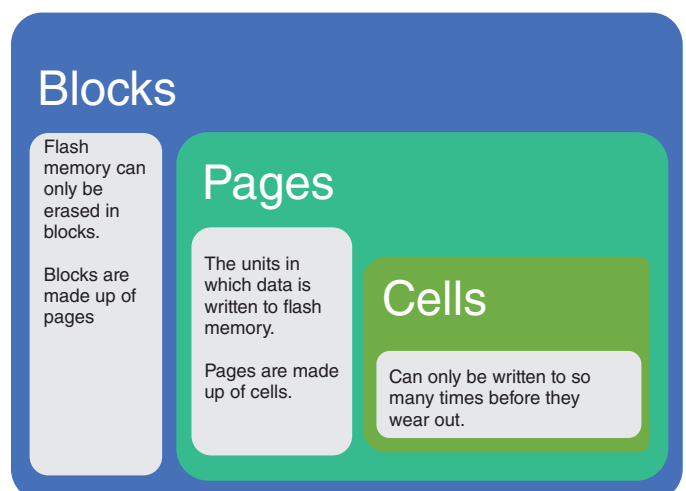 Blocks
Flash
memory can
only be
erased in
blocks.
Blocks are
made up of
pages
Pages
The units in
which data is
written to flash
memory.
Pages are made
up of cells.
Cells
Can only be written to so
many times before they
wear out.